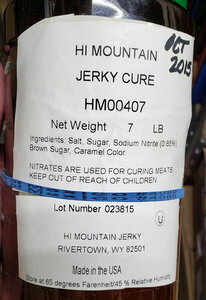 OCT
2015
HI MOUNTAIN
JERKY CURE
HM00407
Net Weight 7 LB
Ingredients: Salt, Sugar, Sodium Nitrite (0.85%)
Brown Sugar, Caramel Color.
NITRATES ARE USED FOR CURING MEATS
KEEP OUT OF REACH OF CHILDREN
Lot Number 023815
U
HI MOUNTAIN JERKY
RIVERTOWN, WY 82501
Made in the USA
Store at 65 degrees Farenheit/45 % Relative Humidity